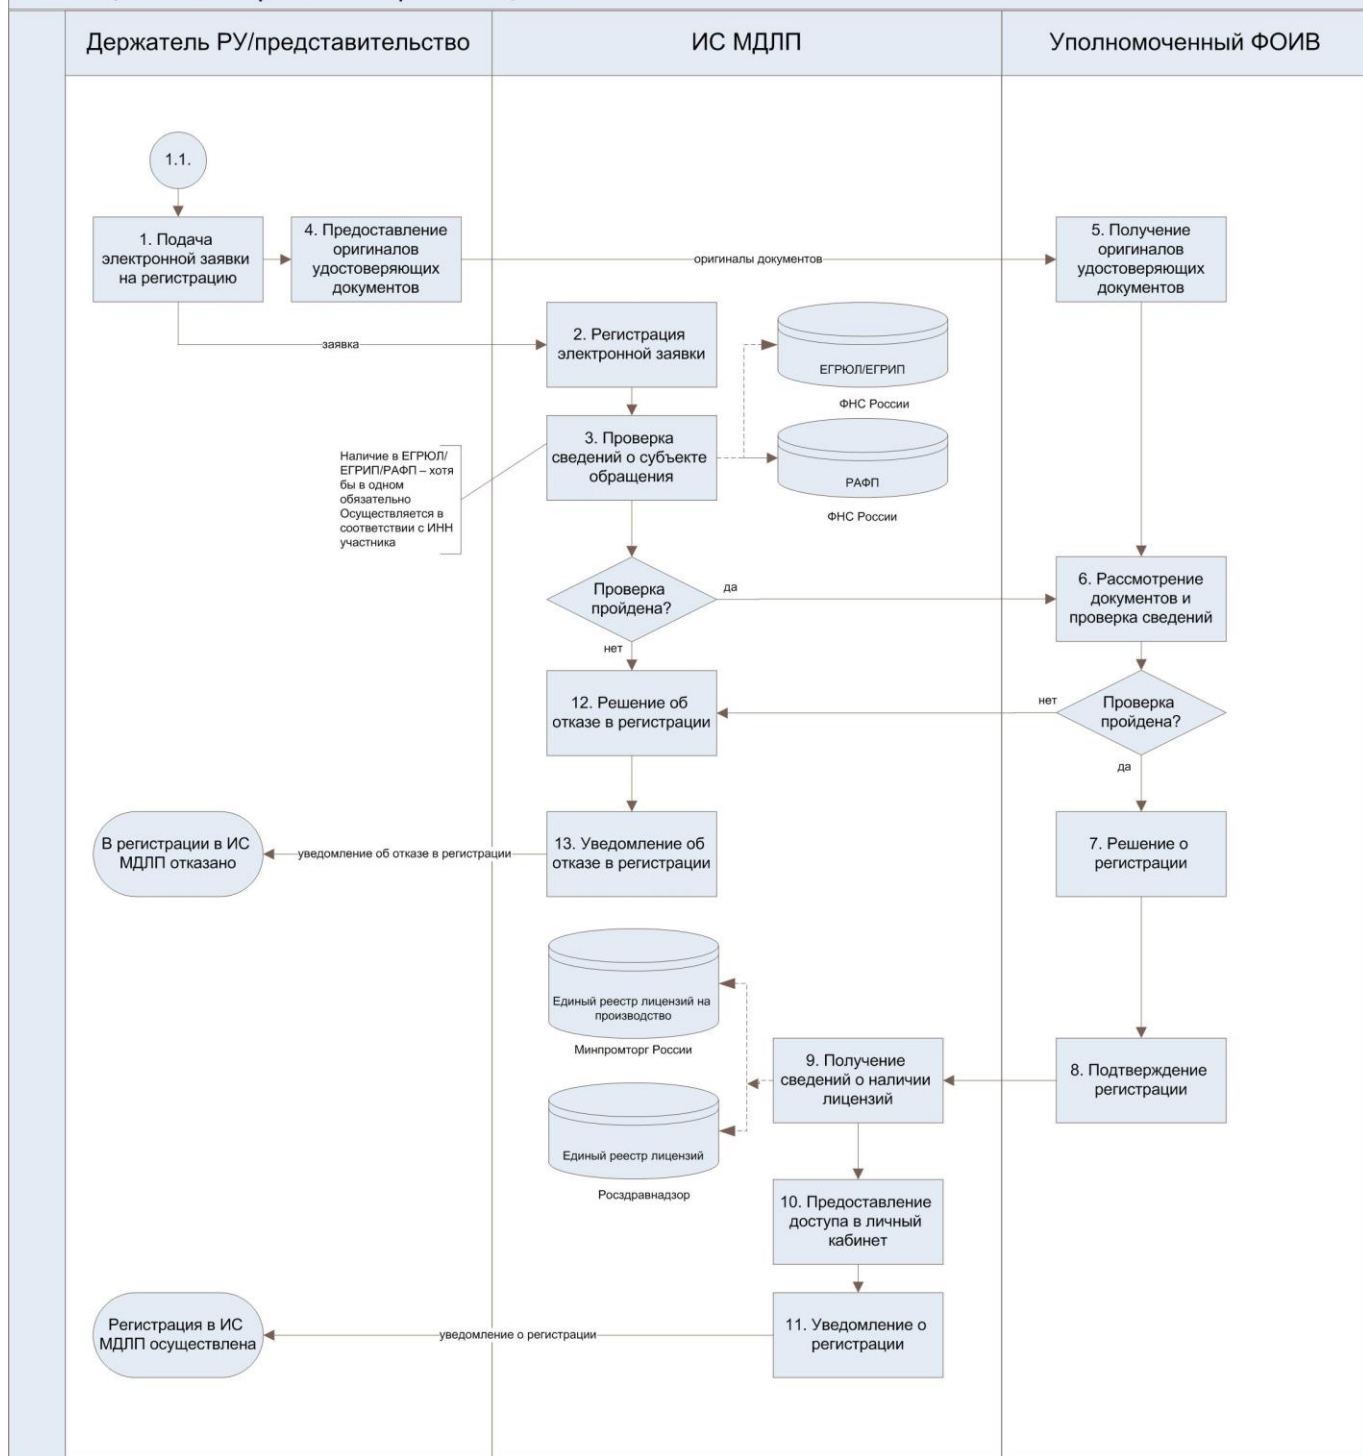 Держатель РУ/представительство
ИС МДЛП
Уполномоченный ФОИВ
1.1.
1. Подача
электронной заявки
на регистрацию
4. Предоставление
оригиналов
удостоверяющих
документов
оригиналы документов
5. Получение
оригиналов
удостоверяющих
документов
заявка
2. Регистрация
электронной заявки
ЕГРЮЛ/ЕГРИП
ФНС России
3. Проверка
сведений о субъекте
обращения
РАФП
ФНС России
Наличие в ЕГРЮЛ/
ЕГРИП/РАФП – хотя
бы в одном
обязательно
Осуществляется в
соответствии с ИНН
участника
Проверка
пройдена?
да
нет
6. Рассмотрение
документов и
проверка сведений
12. Решение об
отказе в регистрации
нет
Проверка
пройдена?
да
В регистрации в ИС
МДЛП отказано
уведомление об отказе в регистрации
13. Уведомление об
отказе в регистрации
7. Решение о
регистрации
Единый реестр лицензий на
производство
Минпромторг России
9. Получение
сведений о наличии
лицензий
8. Подтверждение
регистрации
Единый реестр лицензий
Росздравнадзор
10. Предоставление
доступа в личный
кабинет
Регистрация в ИС
МДЛП осуществлена
уведомление о регистрации
11. Уведомление о
регистрации